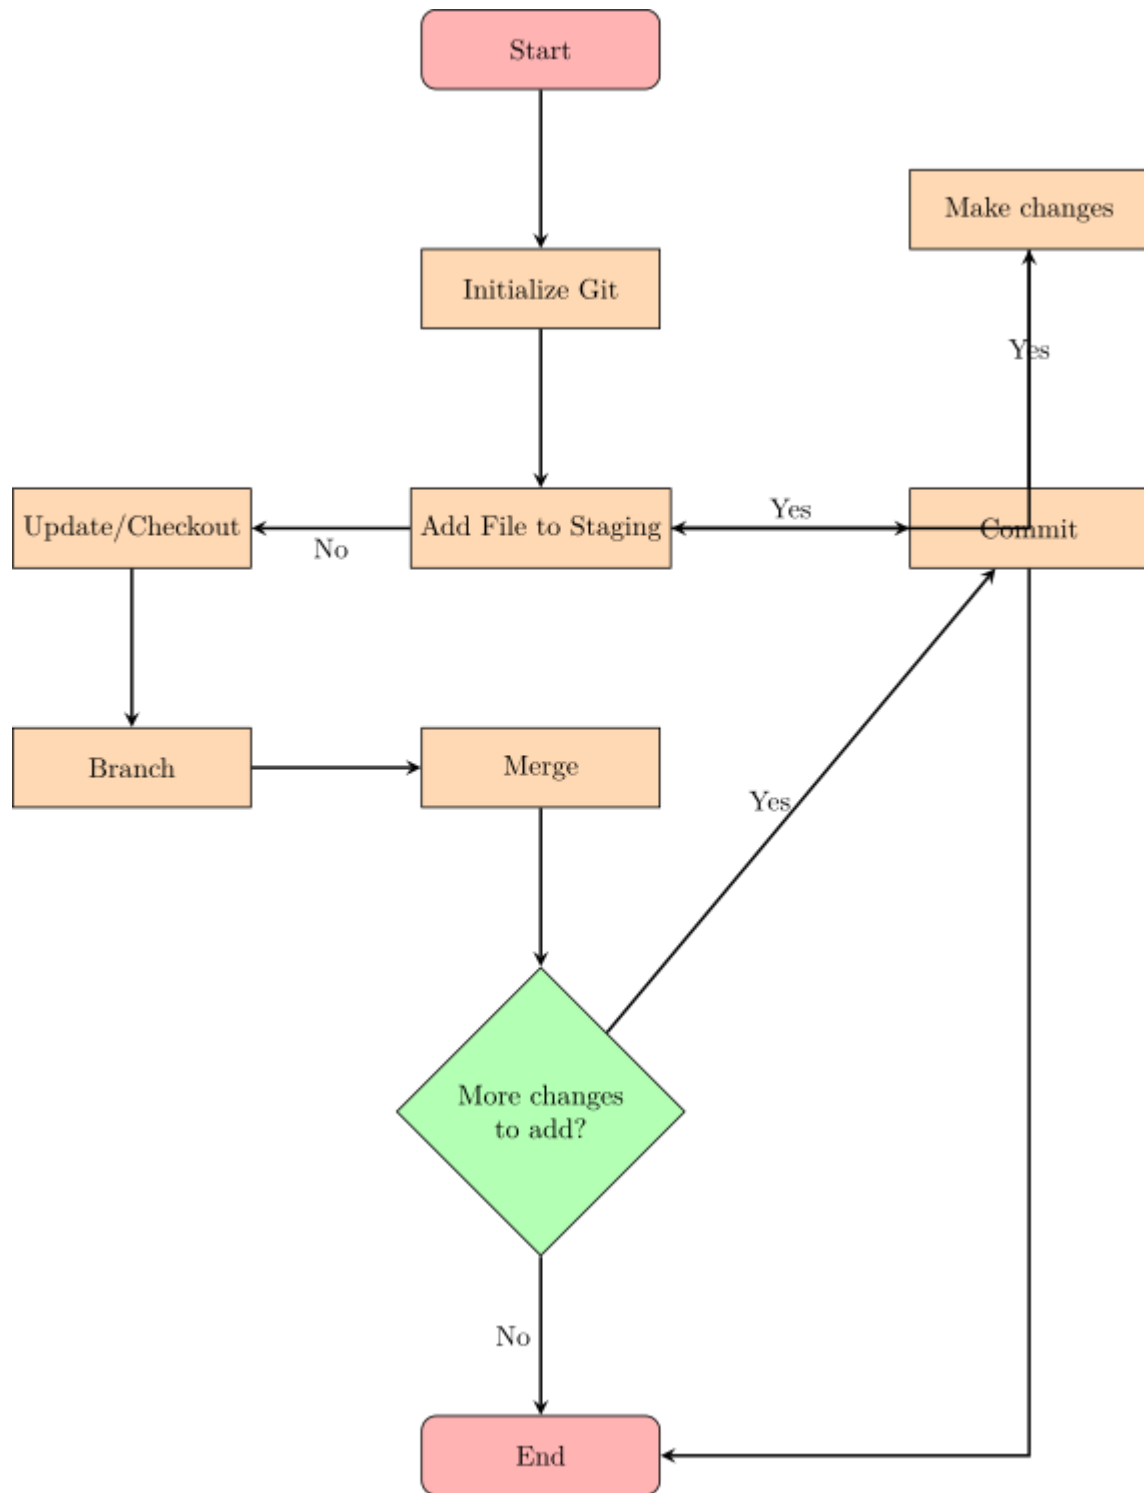 Start
Make changes
Initialize Git
Yes
Update/Checkout
No
Add File to Staging
Yes
Commit
Branch
Merge
Yes
More changes
to add?
No
End